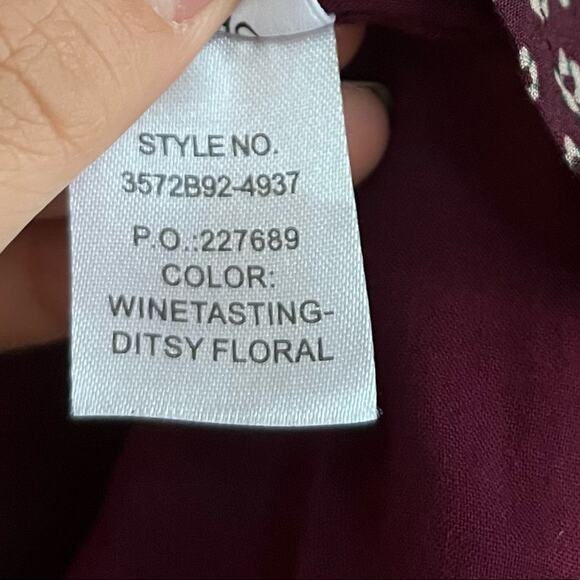 STYLE NO.
3572B92-4937
P.O.:227689
COLOR:
WINETASTING-
DITSY FLORAL